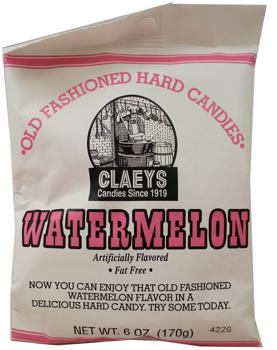 •OLD FASHIONED HARD CANDIES•
CLAEYS
Candies Since 1919
WATERMELON
Artificially Flavored
• Fat Free •
NOW YOU CAN ENJOY THAT OLD FASHIONED
WATERMELON FLAVOR IN A
DELICIOUS HARD CANDY. TRY SOME TODAY.
NET WT. 6 OZ. (170g) 422G